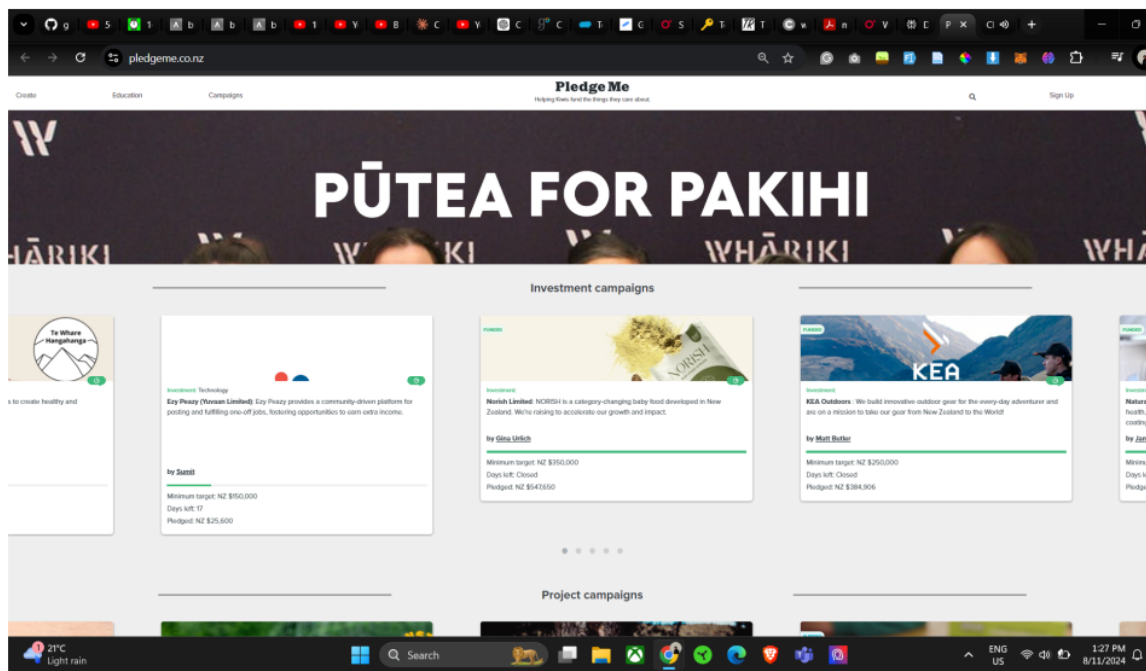 pledgeme.co.nz
Create
Education
Campaigns
PledgeMe
Helping Kiwis fund the things they care about.
Sign Up
PŪTEA FOR PAKIHI
WHĀRIKI
Investment campaigns
Te Whare
Hangahanga
s to create healthy and
Investment: Technology
Ezy Peazy (Yuvaan Limited): Ezy Peazy provides a community-driven platform for
posting and fulfilling one-off jobs, fostering opportunities to earn extra income.
by Sumit
Minimum target: NZ $150,000
Days left: 17
Pledged: NZ $25,600
FUNDED
NORISH
Investment:
Norish Limited: NORISH is a category-changing baby food developed in New
Zealand. We're raising to accelerate our growth and impact.
by Gina Urlich
Minimum target: NZ $350,000
Days left: Closed
Pledged: NZ $547,650
FUNDED
KEA
Investment:
KEA Outdoors : We build innovative outdoor gear for the every-day adventurer and
are on a mission to take our gear from New Zealand to the World!
by Matt Butler
Minimum target: NZ $250,000
Days left: Closed
Pledged: NZ $384,906
FUNDED
Project campaigns
21°C
Light rain
Search
ENG
US
1:27 PM
8/11/2024